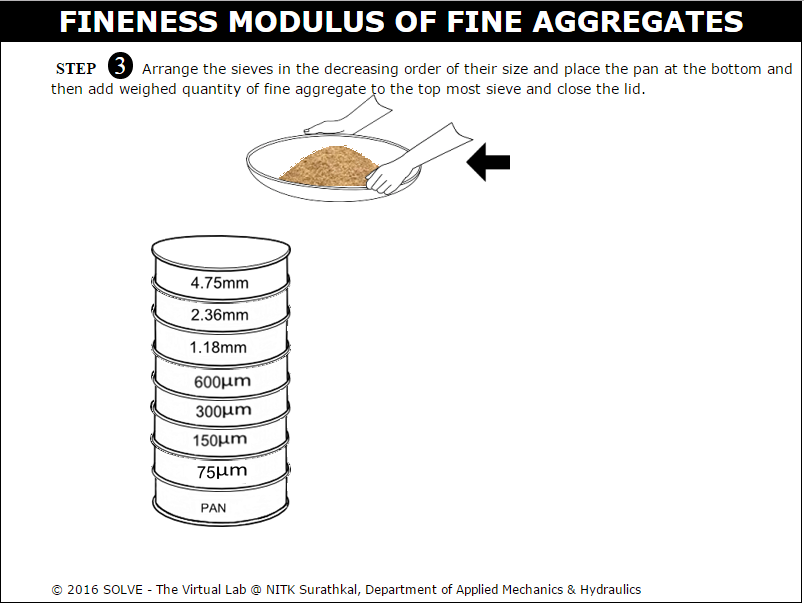 FINENESS MODULUS OF FINE AGGREGATES
STEP 3 Arrange the sieves in the decreasing order of their size and place the pan at the bottom and
then add weighed quantity of fine aggregate to the top most sieve and close the lid.
4.75mm
2.36mm
1.18mm
600µm
300µm
150µm
75µm
PAN
© 2016 SOLVE - The Virtual Lab @ NITK Surathkal, Department of Applied Mechanics & Hydraulics